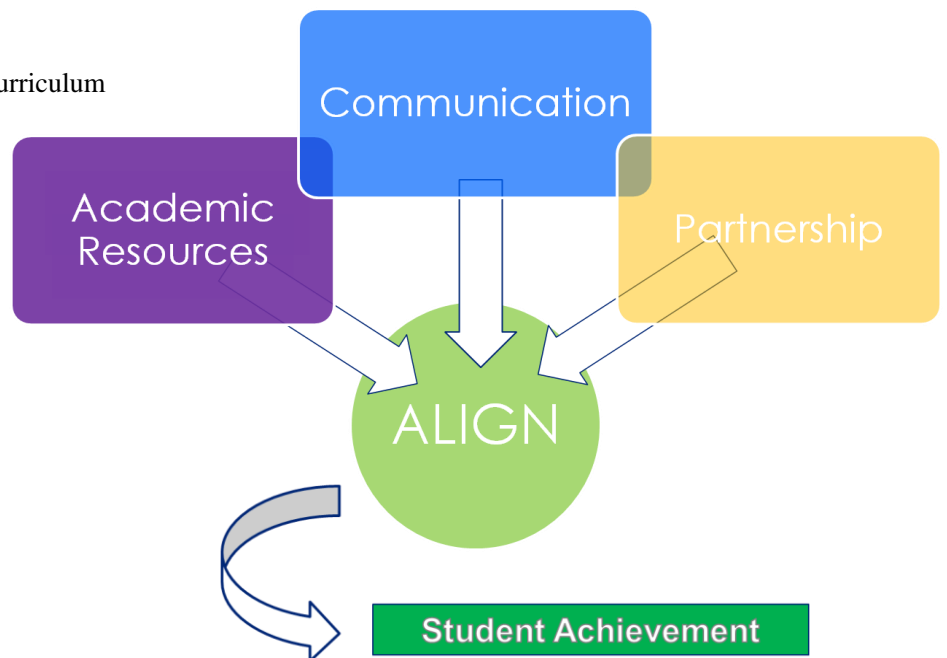 urriculum
Communication
Academic
Resources
Partnership
ALIGN
Student Achievement